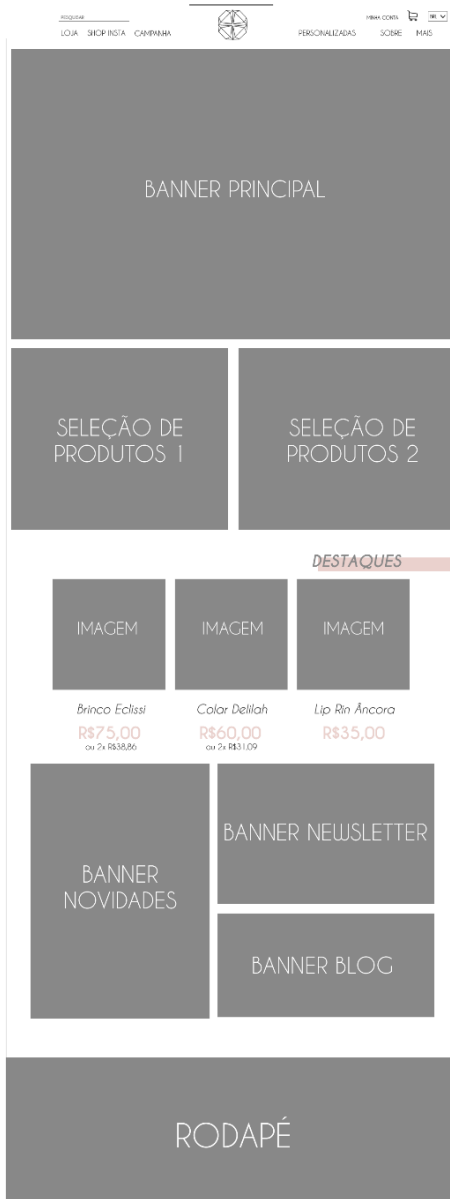 PESQUISAR
MINHA CONTA
BR
LOJA SHOP INSTA CAMPANHA PERSONALIZADAS SOBRE MAIS
BANNER PRINCIPAL
SELEÇÃO DE
PRODUTOS 1
SELEÇÃO DE
PRODUTOS 2
DESTAQUES
IMAGEM IMAGEM IMAGEM
Brinco Eclissi Colar Delilah Lip Rin Âncora
R$75,00 R$60,00 R$35,00
ou 2x R$38,86 ou 2x R$31,09
BANNER
NOVIDADES
BANNER NEWSLETTER
BANNER BLOG
RODAPÉ